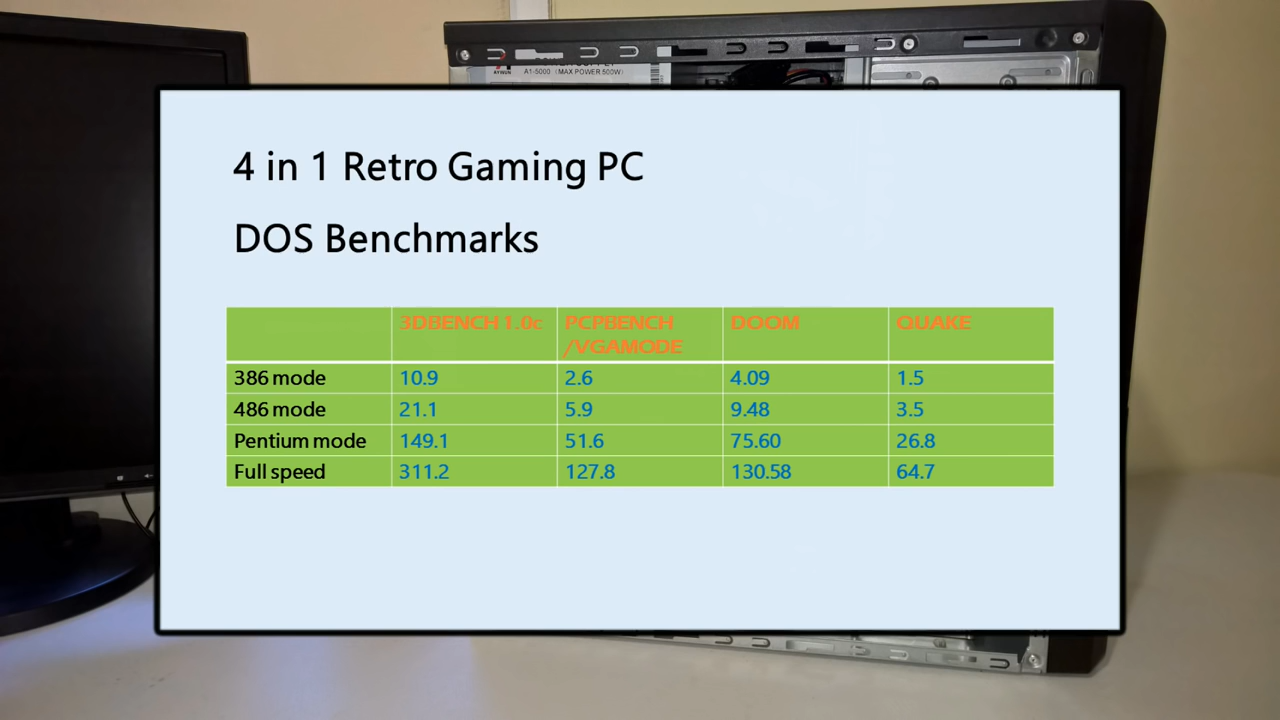 AYWUN A1-5000 (MAX POWER 500W)
4 in 1 Retro Gaming PC
DOS Benchmarks
3DBENCH 1.0c PCPBENCH /VGAMODE DOOM QUAKE
386 mode 10.9 2.6 4.09 1.5
486 mode 21.1 5.9 9.48 3.5
Pentium mode 149.1 51.6 75.60 26.8
Full speed 311.2 127.8 130.58 64.7